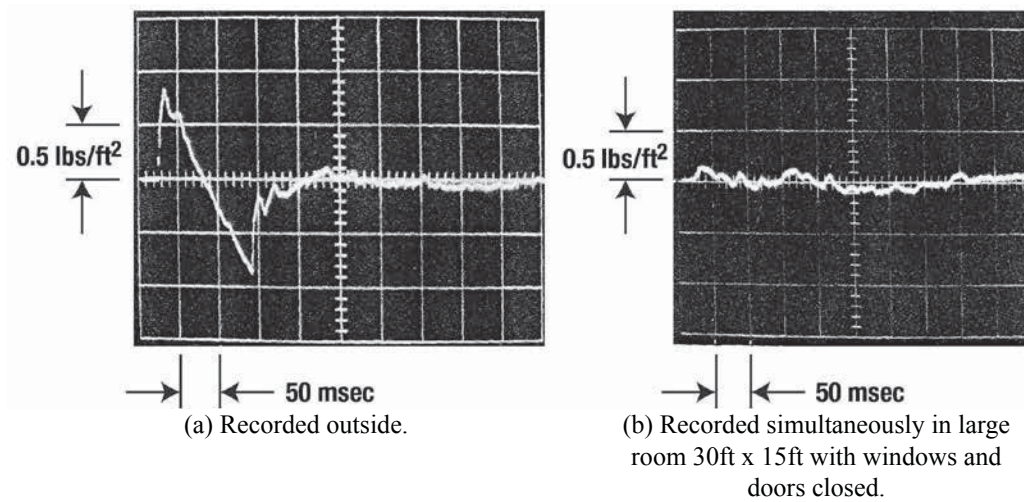 0.5 lbs/ft²
50 msec
(a) Recorded outside.
0.5 lbs/ft²
50 msec
(b) Recorded simultaneously in large
room 30ft x 15ft with windows and
doors closed.